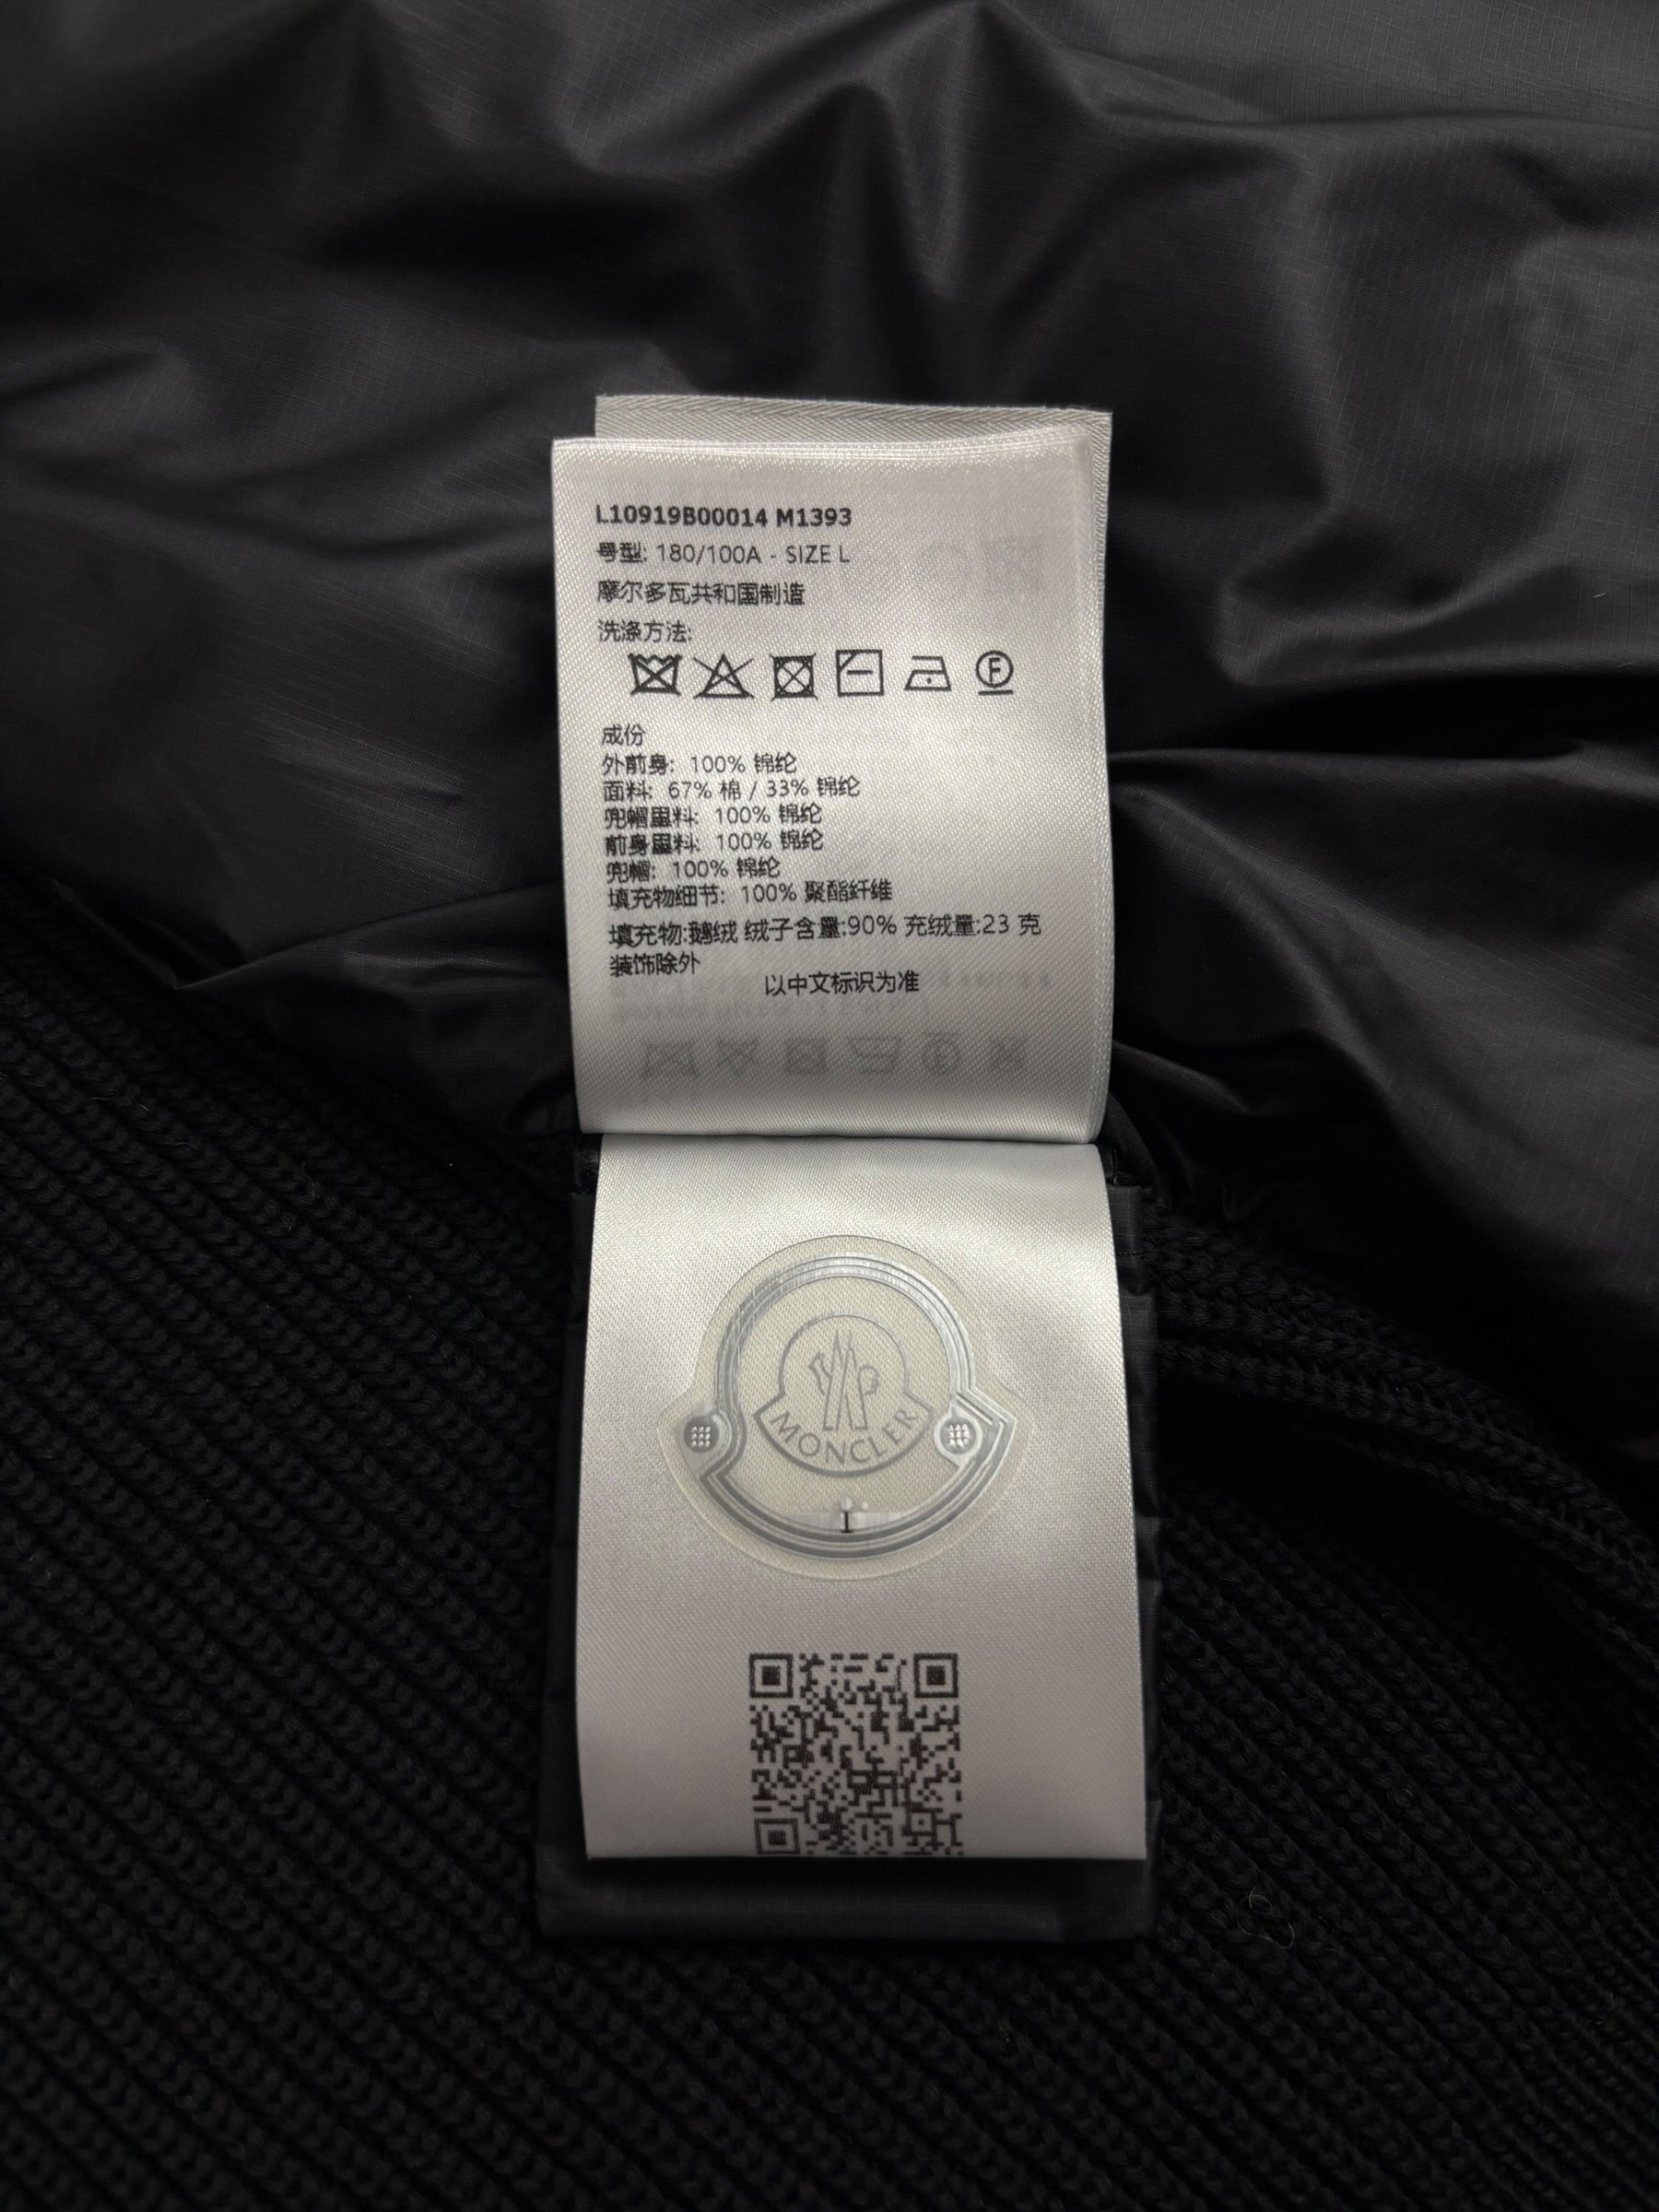 L10919B00014 M1393
号型: 180/100A - SIZE L
摩尔多瓦共和国制造
洗涤方法:
F
成份
外前身: 100% 锦纶
面料: 67% 棉 / 33% 锦纶
兜帽里料: 100% 锦纶
前身里料: 100% 锦纶
兜帽: 100% 锦纶
填充物细节: 100% 聚酯纤维
填充物:鹅绒 绒子含量:90% 充绒量:23 克
装饰除外
以中文标识为准
MONCLER